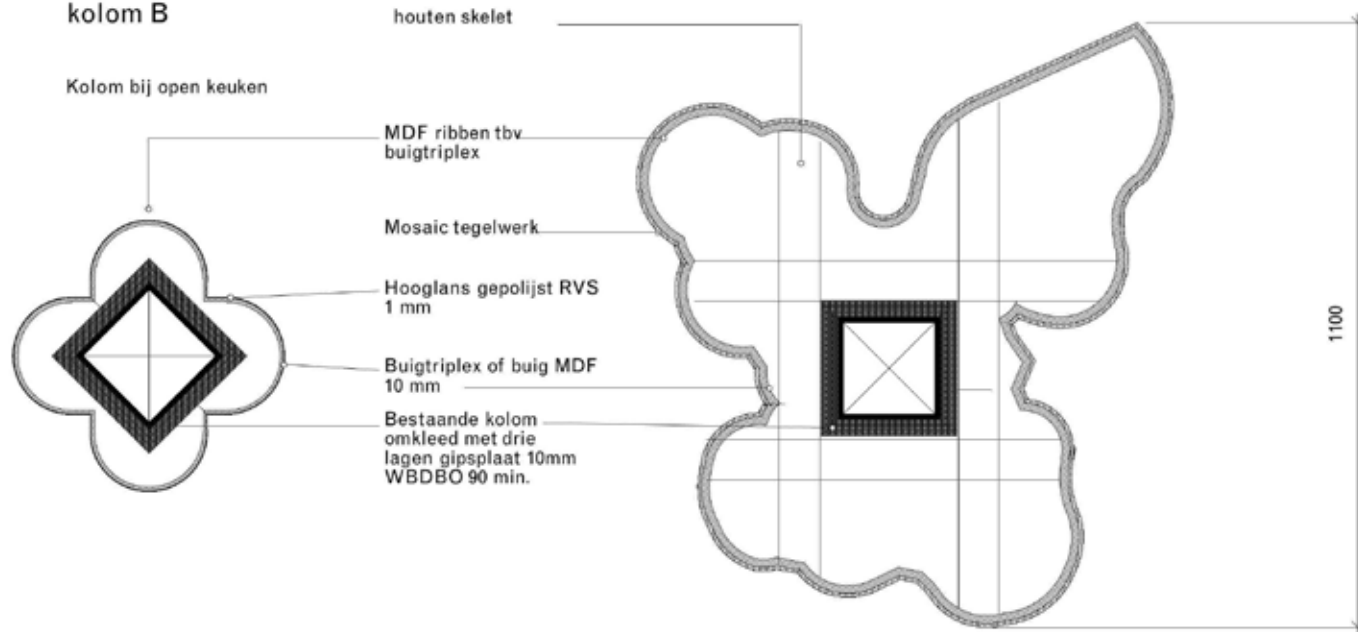 kolom B
houten skelet
Kolom bij open keuken
MDF ribben tbv
buigtriplex
Mosaic tegelwerk
Hooglans gepolijst RVS
1 mm
Buigtriplex of buig MDF
10 mm
Bestaande kolom
omkleed met drie
lagen gipsplaat 10mm
WBDBO 90 min.
1100